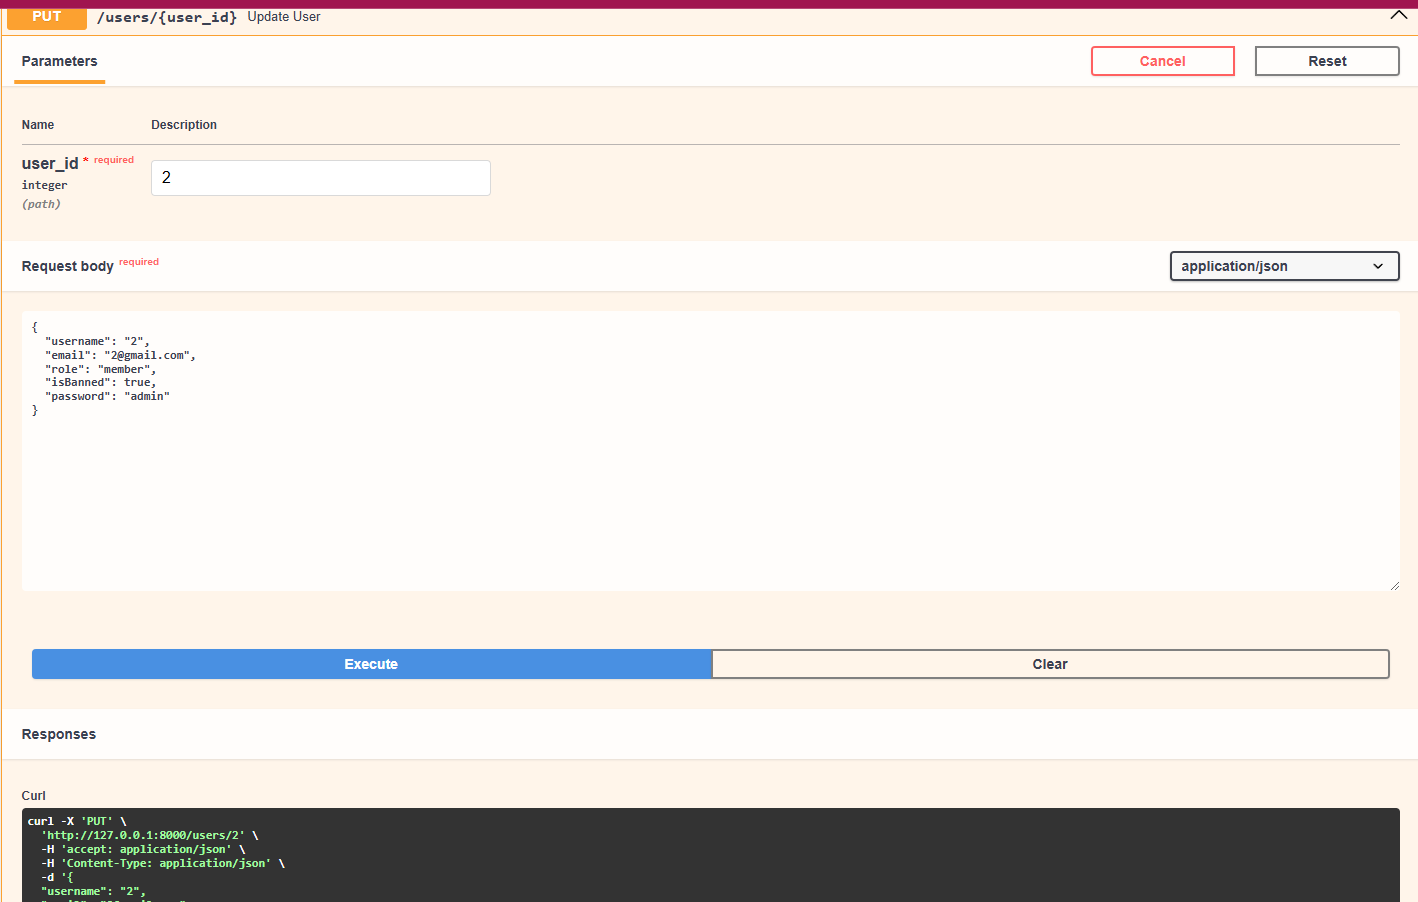 PUT /users/{user_id} Update User
Parameters
Cancel
Reset
Name Description
user_id * required
integer
(path)
2
Request body required
application/json
{
"username": "2",
"email": "2@gmail.com",
"role": "member",
"isBanned": true,
"password": "admin"
}
Execute
Clear
Responses
Curl
curl -X 'PUT' \
'http://127.0.0.1:8000/users/2' \
-H 'accept: application/json' \
-H 'Content-Type: application/json' \
-d '{
"username": "2",